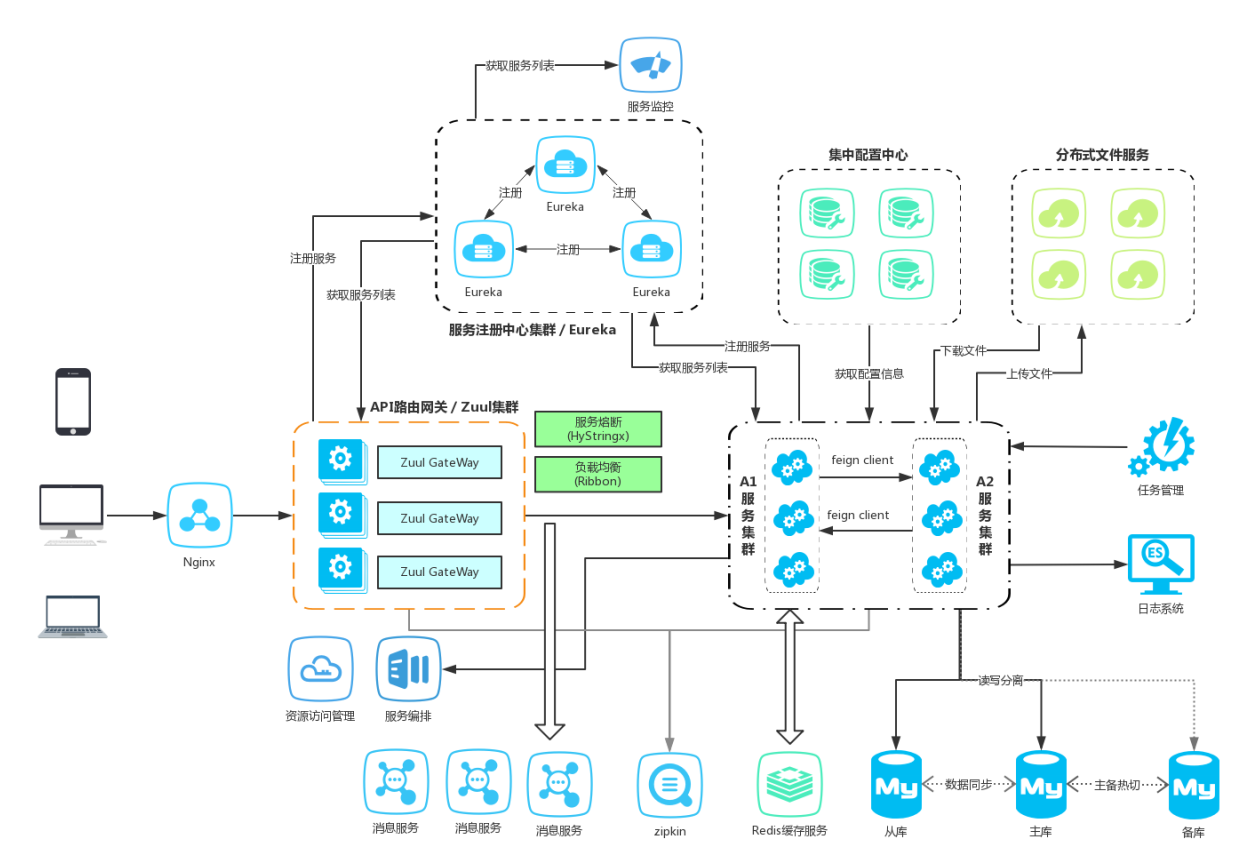 获取服务列表
服务监控
Eureka
注册
注册
注册
Eureka
Eureka
服务注册中心集群 / Eureka
集中配置中心
分布式文件服务
注册服务
获取服务列表
注册服务
获取服务列表
获取配置信息
下载文件
上传文件
API路由网关 / Zuul集群
Zuul GateWay
Zuul GateWay
Zuul GateWay
服务熔断
(HyStringx)
负载均衡
(Ribbon)
A1
服
务
集
群
feign client
feign client
A2
服
务
集
群
任务管理
ES
日志系统
Nginx
资源访问管理
服务编排
读写分离
消息服务
消息服务
消息服务
zipkin
Redis缓存服务
My
从库
数据同步
My
主库
主备热切
My
备库